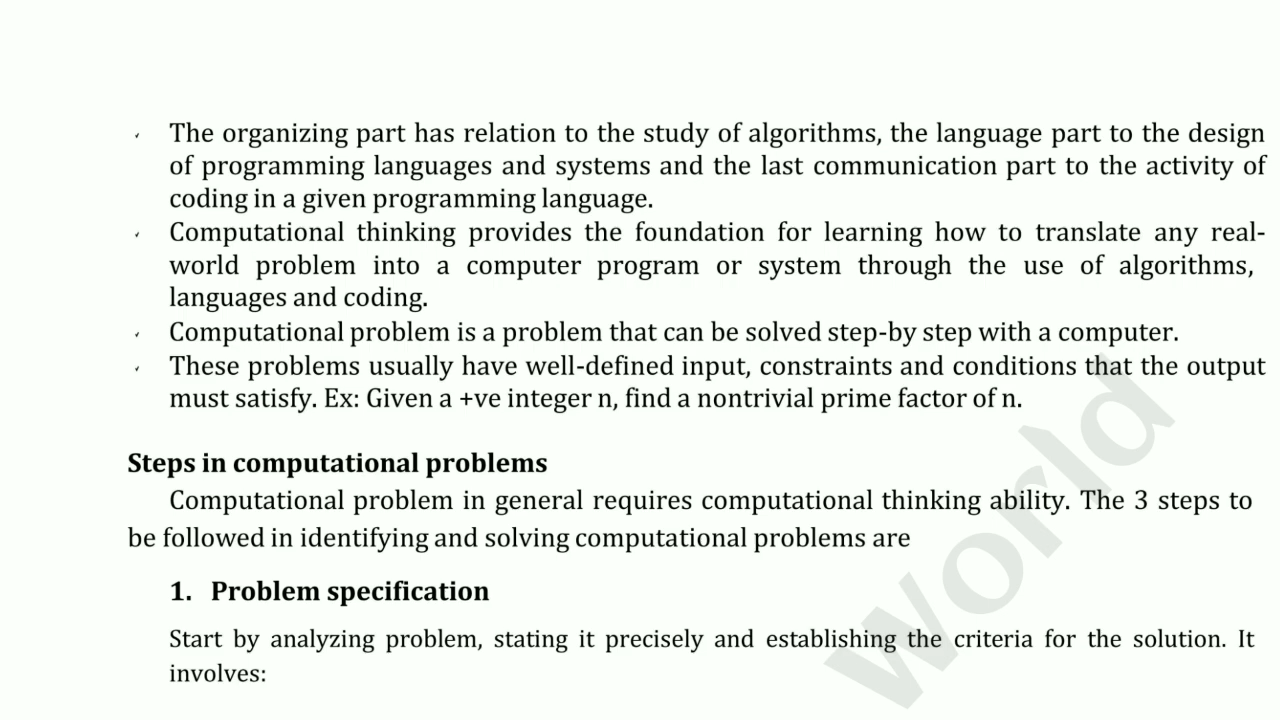 ✓ The organizing part has relation to the study of algorithms, the language part to the design
of programming languages and systems and the last communication part to the activity of
coding in a given programming language.
✓ Computational thinking provides the foundation for learning how to translate any real-
world problem into a computer program or system through the use of algorithms,
languages and coding.
✓ Computational problem is a problem that can be solved step-by step with a computer.
✓ These problems usually have well-defined input, constraints and conditions that the output
must satisfy. Ex: Given a +ve integer n, find a nontrivial prime factor of n.
Steps in computational problems
Computational problem in general requires computational thinking ability. The 3 steps to
be followed in identifying and solving computational problems are
1. Problem specification
Start by analyzing problem, stating it precisely and establishing the criteria for the solution. It
involves:
world